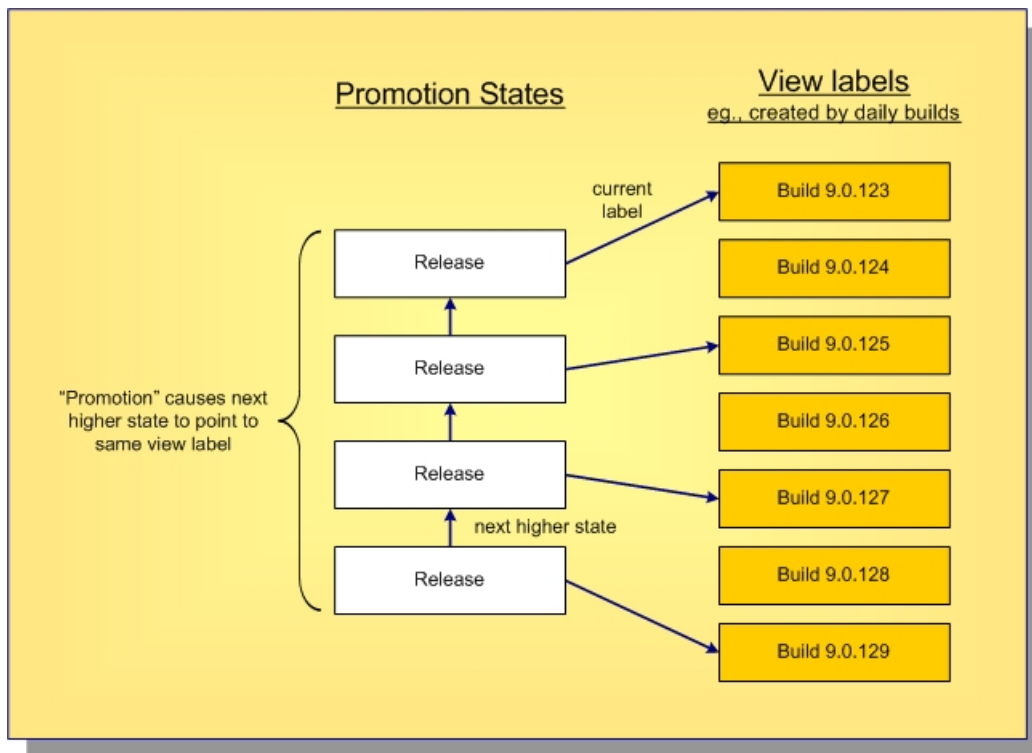 Promotion States
View labels
eg., created by daily builds
current
label
Release
Release
Release
Release
next higher state
“Promotion” causes next
higher state to point to
same view label
Build 9.0.123
Build 9.0.124
Build 9.0.125
Build 9.0.126
Build 9.0.127
Build 9.0.128
Build 9.0.129